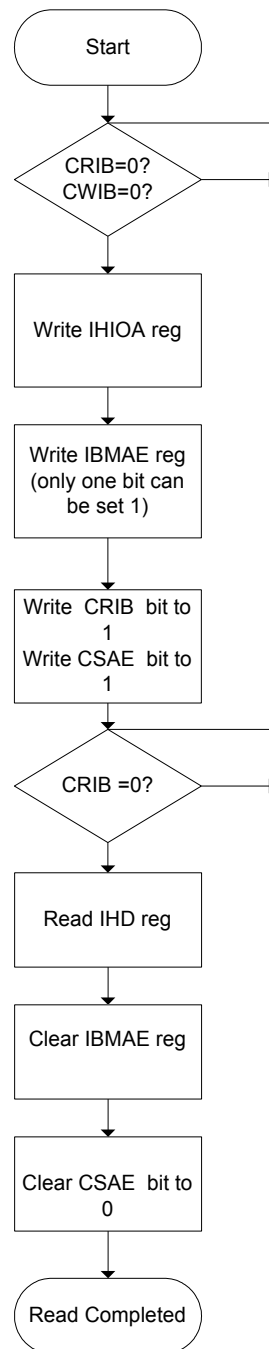 Start
CRIB=0?
CWIB=0?
Write IHIOA reg
Write IBMAE reg
(only one bit can
be set 1)
Write CRIB bit to
1
Write CSAE bit to
1
CRIB =0?
Read IHD reg
Clear IBMAE reg
Clear CSAE bit to
0
Read Completed